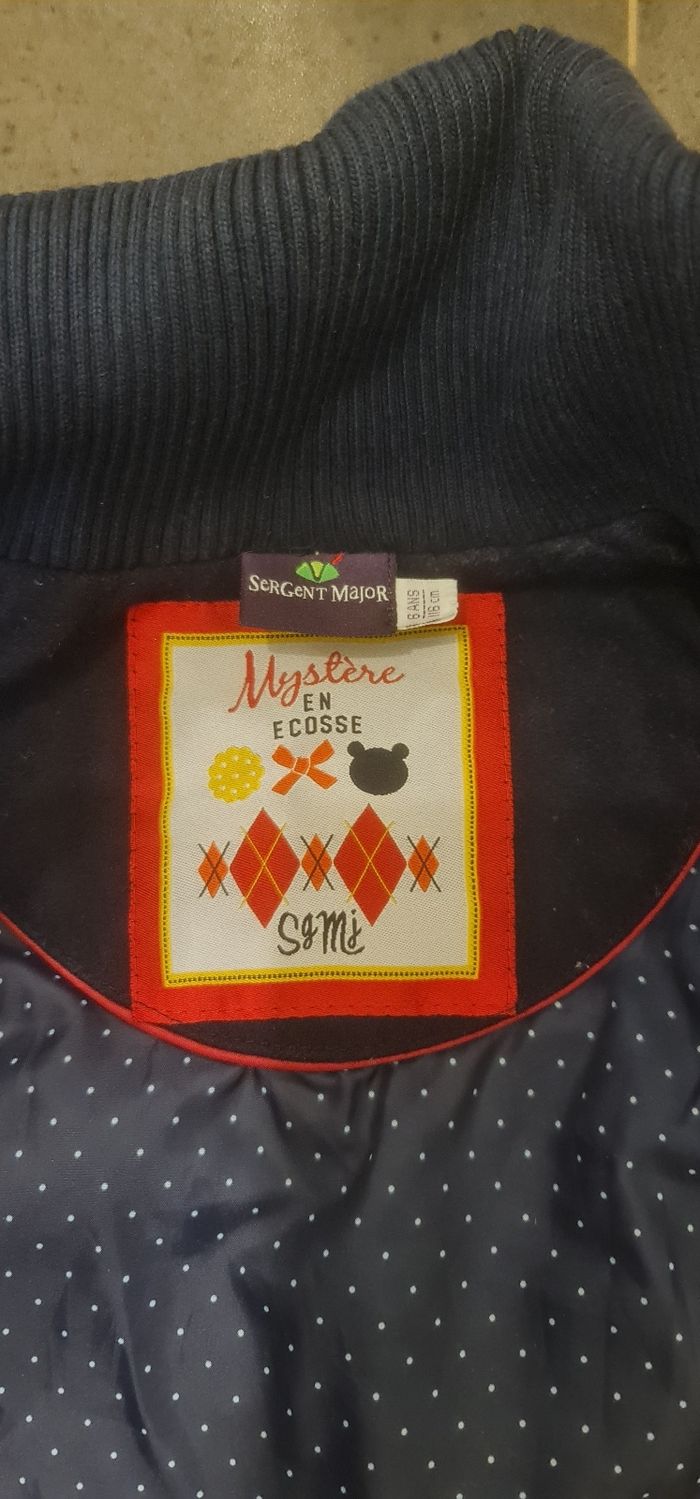 SerGeNT MaJoR
6 ANS
116 cm
Mystère
EN
ECOSSE
SgMj